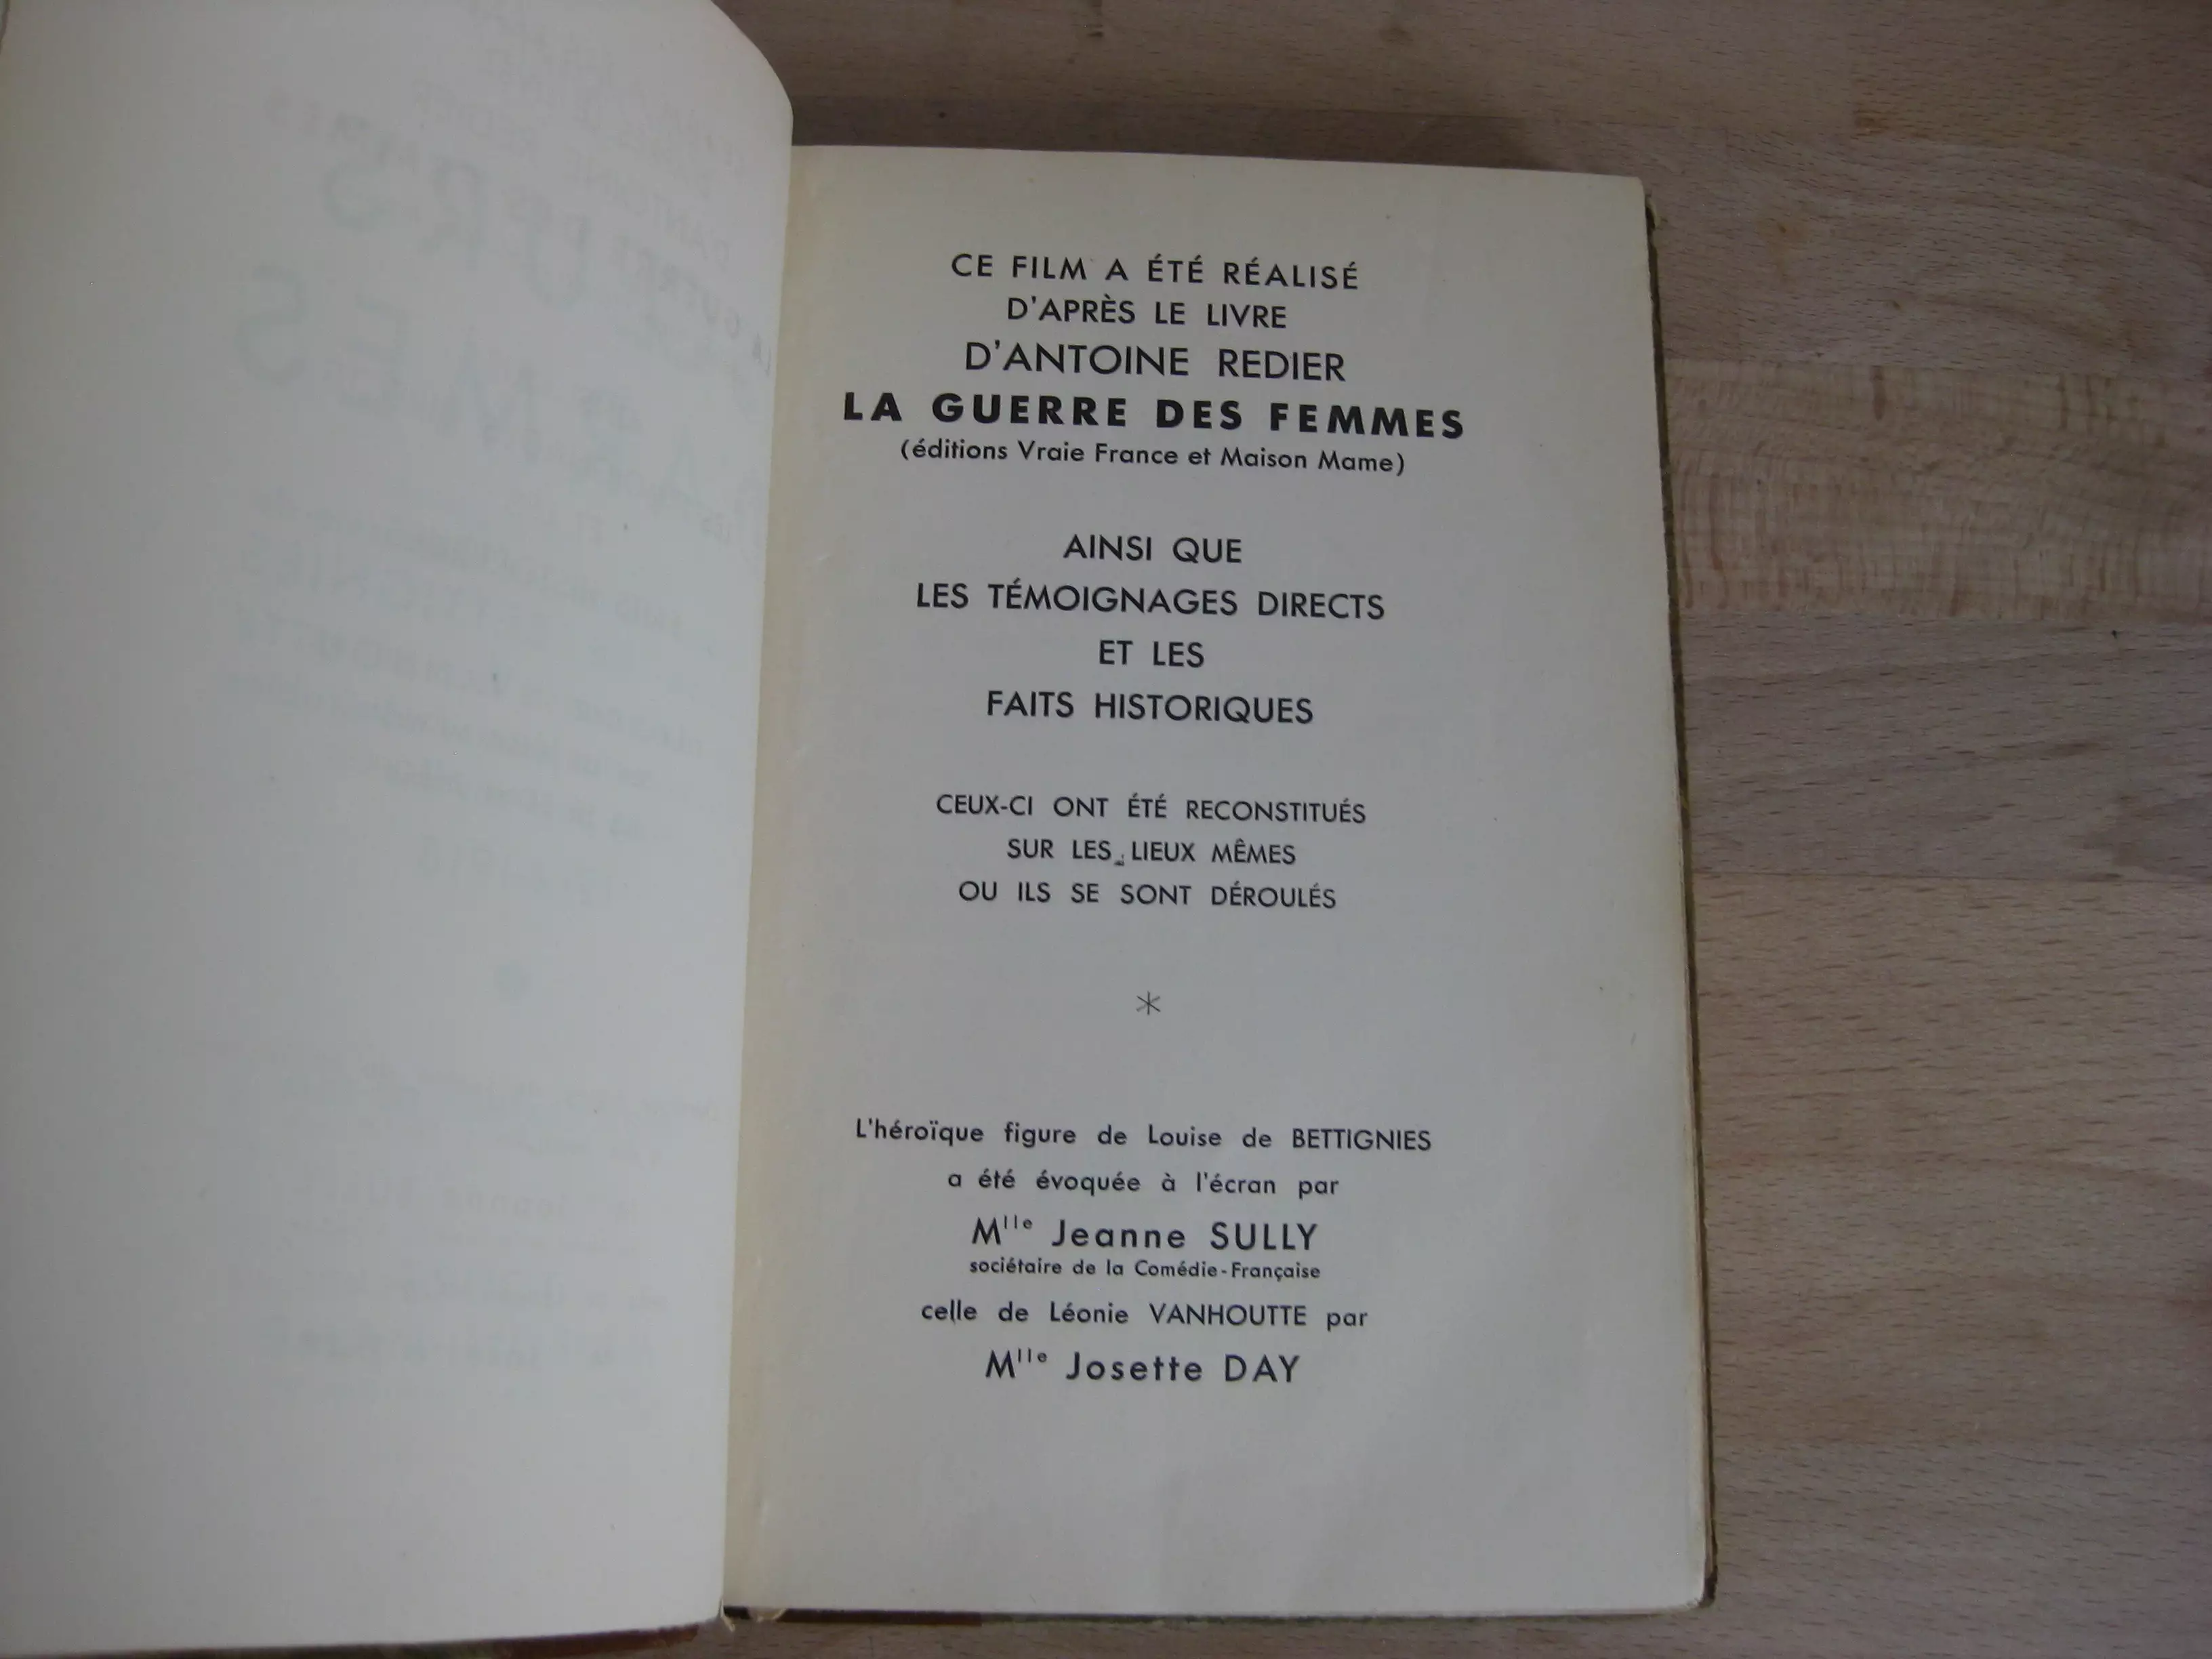 CE FILM A ÉTÉ RÉALISÉ
D'APRÈS LE LIVRE
D'ANTOINE REDIER
LA GUERRE DES FEMMES
(éditions Vraie France et Maison Mame)
AINSI QUE
LES TÉMOIGNAGES DIRECTS
ET LES
FAITS HISTORIQUES
CEUX-CI ONT ÉTÉ RECONSTITUÉS
SUR LES LIEUX MÊMES
OU ILS SE SONT DÉROULÉS
*
L'héroïque figure de Louise de BETTIGNIES
a été évoquée à l'écran par
Mlle Jeanne SULLY
sociétaire de la Comédie-Française
celle de Léonie VANHOUTTE par
Mlle Josette DAY